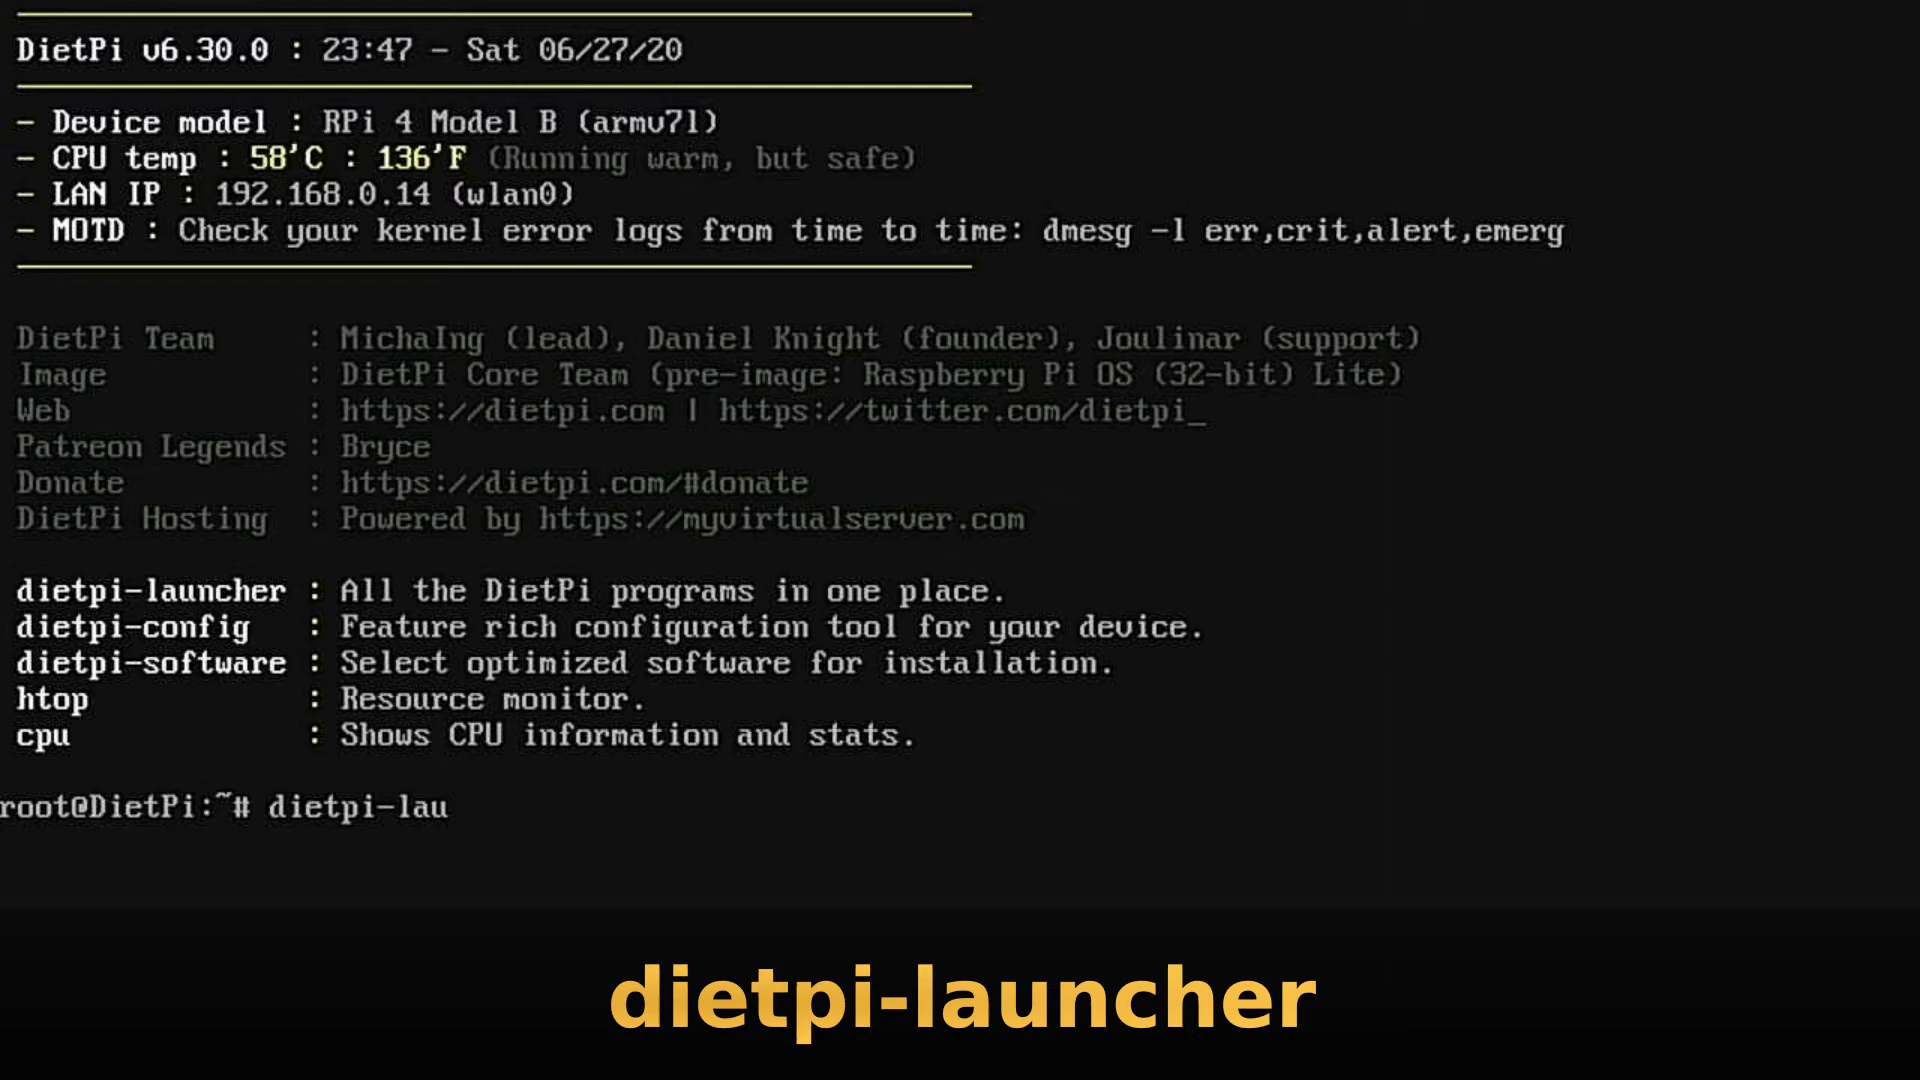 DietPi v6.30.0 : 23:47 - Sat 06/27/20
- Device model : RPi 4 Model B (armv7l)
- CPU temp : 58'C : 136'F (Running warm, but safe)
- LAN IP : 192.168.0.14 (wlan0)
- MOTD : Check your kernel error logs from time to time: dmesg -l err,crit,alert,emerg
DietPi Team : MichaIng (lead), Daniel Knight (founder), Joulinar (support)
Image : DietPi Core Team (pre-image: Raspberry Pi OS (32-bit) Lite)
Web : https://dietpi.com | https://twitter.com/dietpi_
Patreon Legends : Bryce
Donate : https://dietpi.com/#donate
DietPi Hosting : Powered by https://myvirtualserver.com
dietpi-launcher : All the DietPi programs in one place.
dietpi-config : Feature rich configuration tool for your device.
dietpi-software : Select optimized software for installation.
htop : Resource monitor.
cpu : Shows CPU information and stats.
root@DietPi:~# dietpi-lau
dietpi-launcher